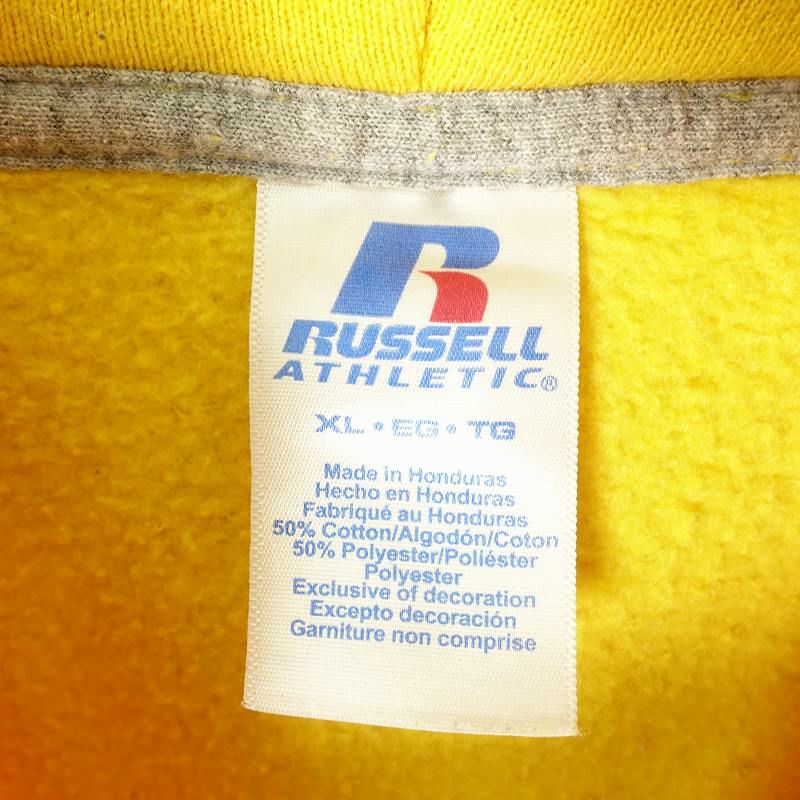 RUSSELL
ATHLETIC®
XL • EG • TG
Made in Honduras
Hecho en Honduras
Fabriqué au Honduras
50% Cotton/Algodón/Coton
50% Polyester/Poliéster
Polyester
Exclusive of decoration
Excepto decoración
Garniture non comprise